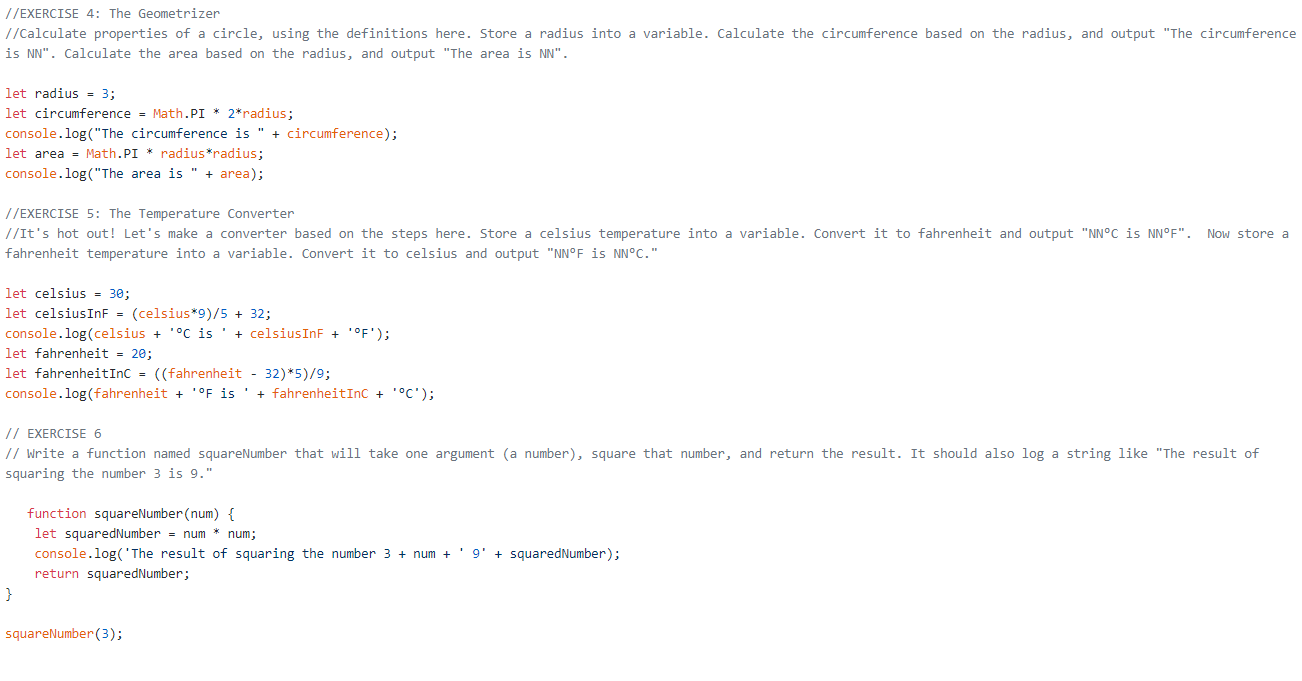 //EXERCISE 4: The Geometrizer
//Calculate properties of a circle, using the definitions here. Store a radius into a variable. Calculate the circumference based on the radius, and output "The circumference
is NN". Calculate the area based on the radius, and output "The area is NN".
let radius = 3;
let circumference = Math.PI * 2*radius;
console.log("The circumference is " + circumference);
let area = Math.PI * radius*radius;
console.log("The area is " + area);
//EXERCISE 5: The Temperature Converter
//It's hot out! Let's make a converter based on the steps here. Store a celsius temperature into a variable. Convert it to fahrenheit and output "NN°C is NN°F".  Now store a
fahrenheit temperature into a variable. Convert it to celsius and output "NN°F is NN°C."
let celsius = 30;
let celsiusInF = (celsius*9)/5 + 32;
console.log(celsius + '°C is ' + celsiusInF + '°F');
let fahrenheit = 20;
let fahrenheitInC = ((fahrenheit - 32)*5)/9;
console.log(fahrenheit + '°F is ' + fahrenheitInC + '°C');
// EXERCISE 6
// Write a function named squareNumber that will take one argument (a number), square that number, and return the result. It should also log a string like "The result of
squaring the number 3 is 9."
function squareNumber(num) {
let squaredNumber = num * num;
console.log('The result of squaring the number 3 + num + ' 9' + squaredNumber);
return squaredNumber;
}
squareNumber(3);